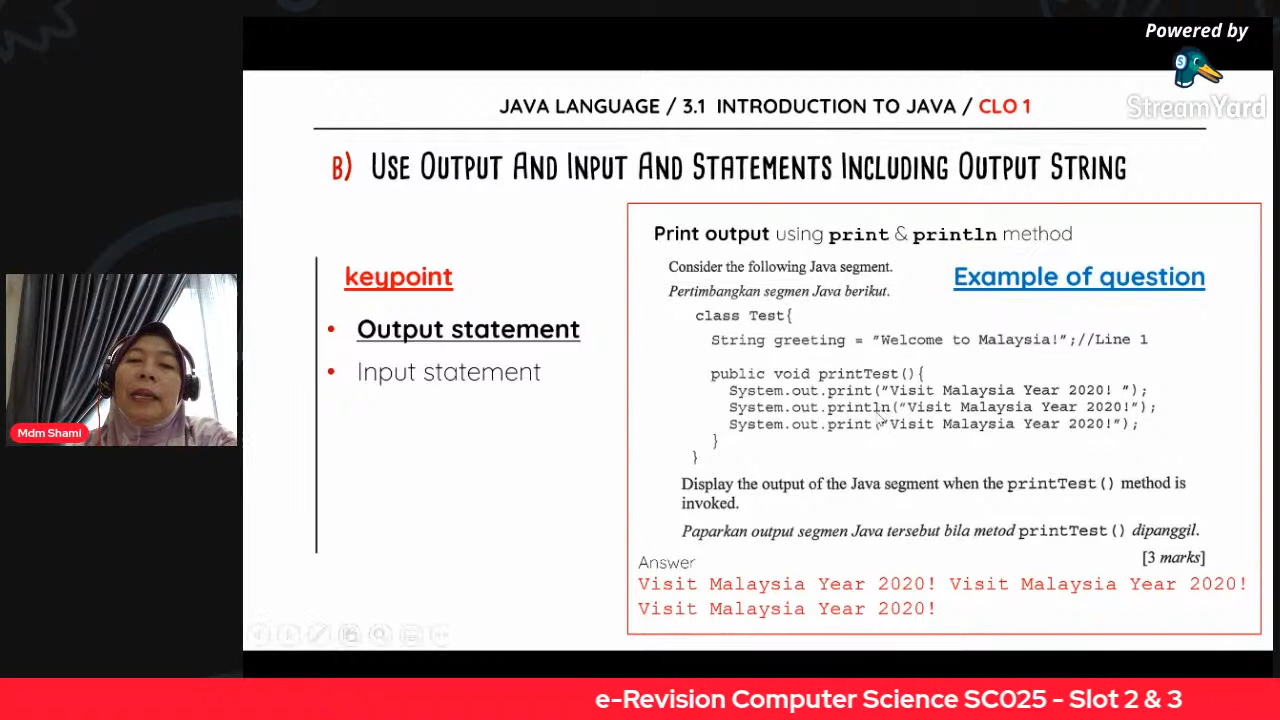 Powered by
StreamYard
JAVA LANGUAGE / 3.1 INTRODUCTION TO JAVA / CLO 1
B) USE OUTPUT AND INPUT AND STATEMENTS INCLUDING OUTPUT STRING
keypoint
• Output statement
• Input statement
Print output using print & println method
Example of question
Consider the following Java segment.
Pertimbangkan segmen Java berikut.
class Test{
String greeting = ”Welcome to Malaysia!”;//Line 1
public void printTest(){
System.out.print(”Visit Malaysia Year 2020! ”);
System.out.println(”Visit Malaysia Year 2020!”);
System.out.print(”Visit Malaysia Year 2020!”);
}
}
Display the output of the Java segment when the printTest() method is
invoked.
Paparkan output segmen Java tersebut bila metod printTest() dipanggil.
[3 marks]
Answer
Visit Malaysia Year 2020! Visit Malaysia Year 2020!
Visit Malaysia Year 2020!
Mdm Shami
e-Revision Computer Science SC025 - Slot 2 & 3